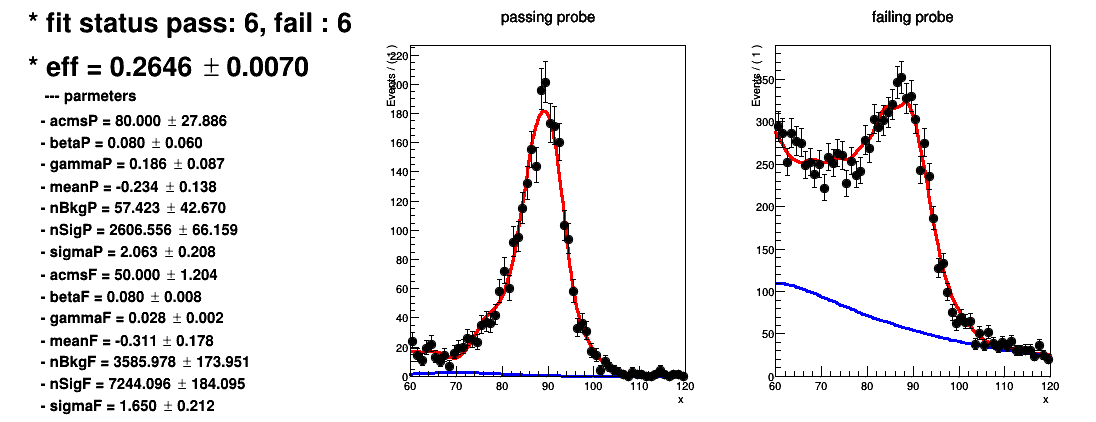 * fit status pass: 6, fail : 6
* eff = 0.2646 ± 0.0070
--- parmeters
- acmsP = 80.000 ± 27.886
- betaP = 0.080 ± 0.060
- gammaP = 0.186 ± 0.087
- meanP = -0.234 ± 0.138
- nBkgP = 57.423 ± 42.670
- nSigP = 2606.556 ± 66.159
- sigmaP = 2.063 ± 0.208
- acmsF = 50.000 ± 1.204
- betaF = 0.080 ± 0.008
- gammaF = 0.028 ± 0.002
- meanF = -0.311 ± 0.178
- nBkgF = 3585.978 ± 173.951
- nSigF = 7244.096 ± 184.095
- sigmaF = 1.650 ± 0.212
passing probe
Events / ( 1 )
220
200
180
160
140
120
100
80
60
40
20
0
60 70 80 90 100 110 120
x
failing probe
Events / ( 1 )
350
300
250
200
150
100
50
0
60 70 80 90 100 110 120
x